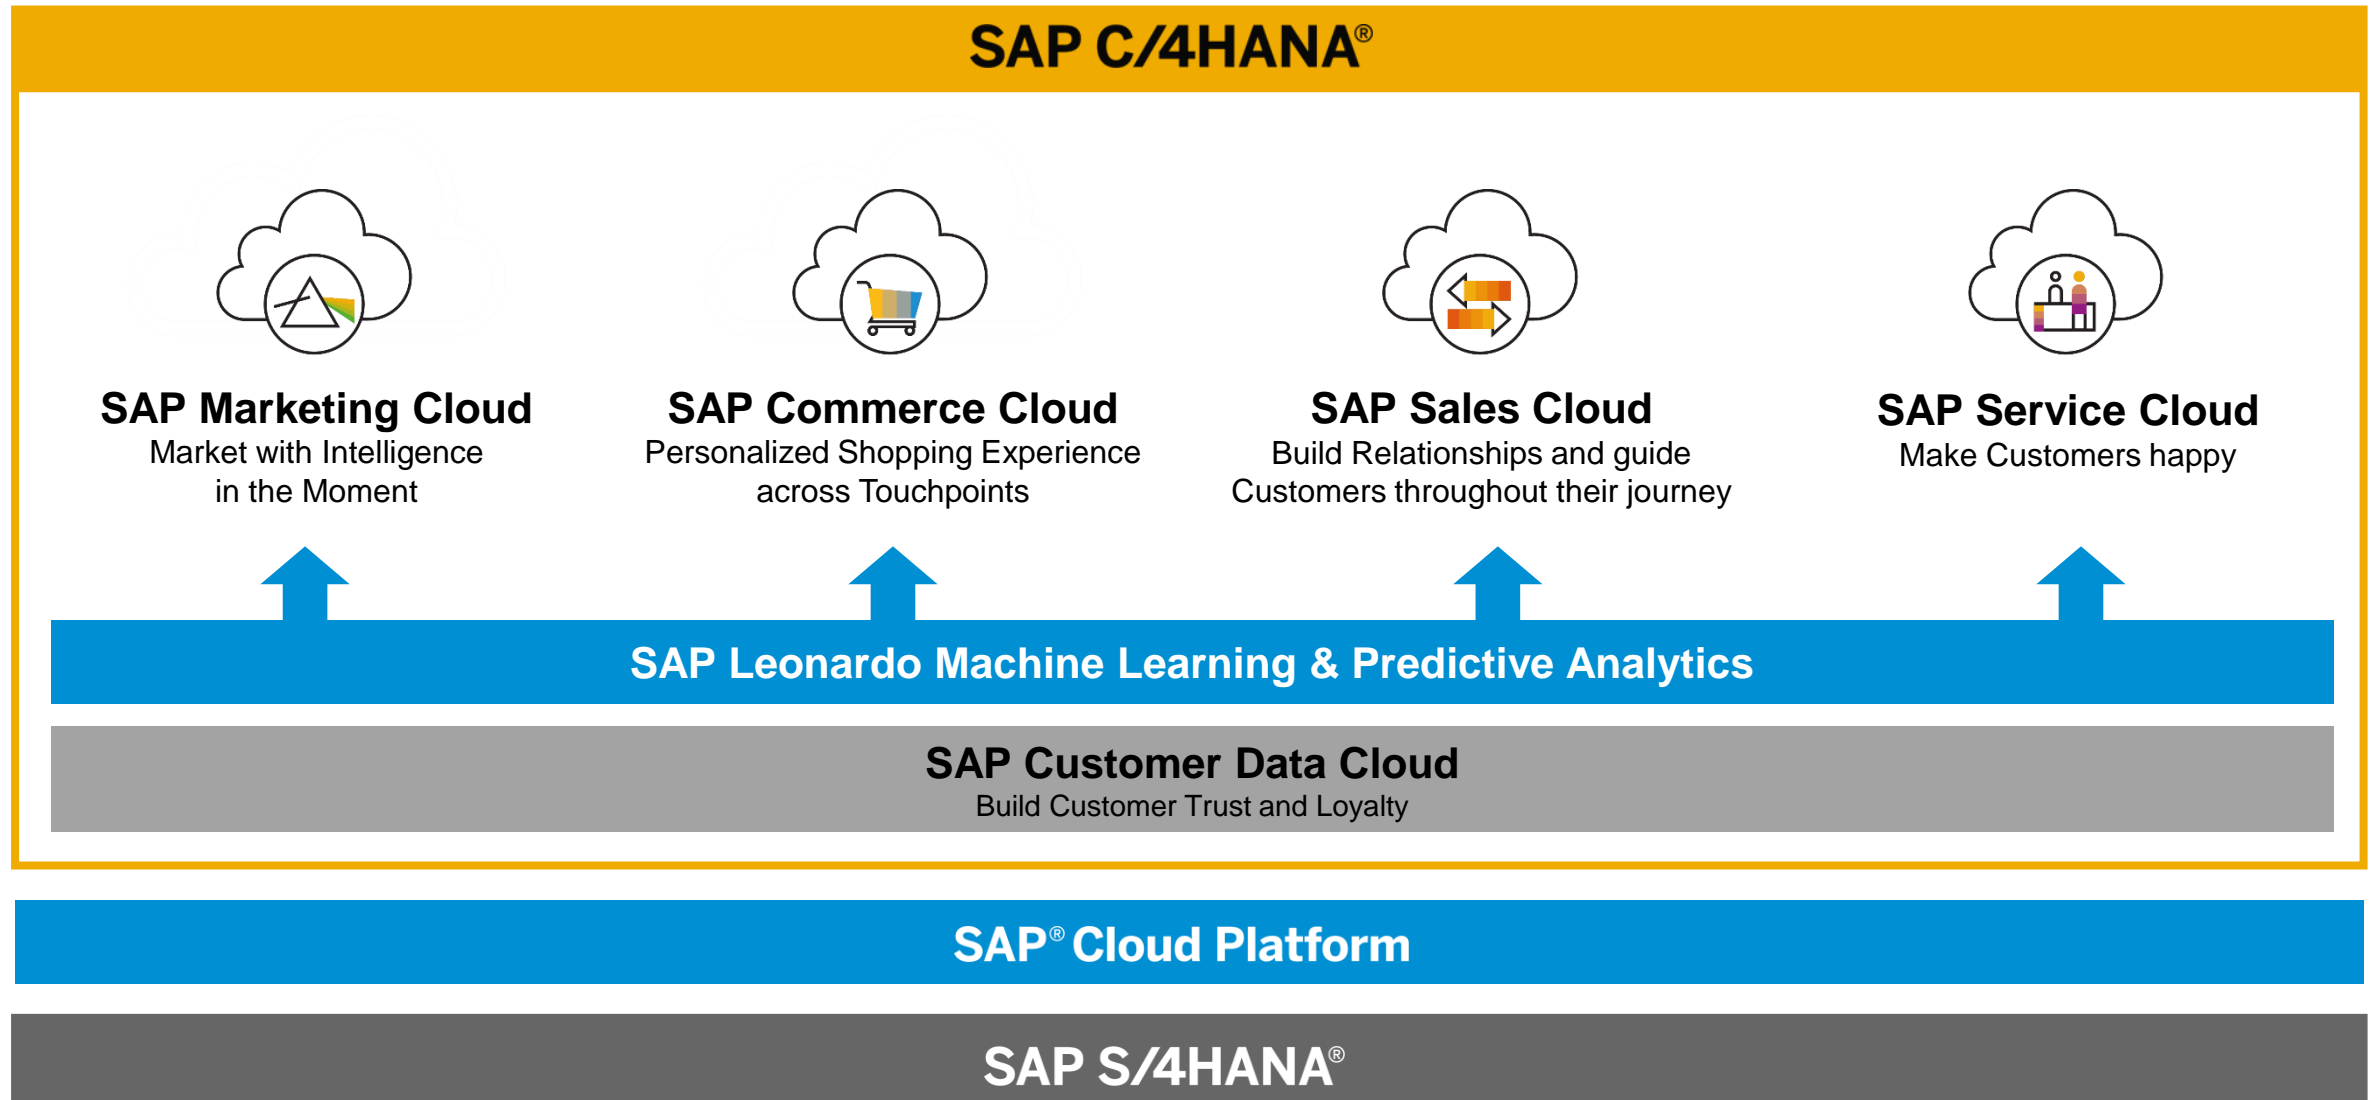 SAP C/4HANA®
SAP Marketing Cloud
Market with Intelligence
in the Moment
SAP Commerce Cloud
Personalized Shopping Experience
across Touchpoints
SAP Sales Cloud
Build Relationships and guide
Customers throughout their journey
SAP Service Cloud
Make Customers happy
SAP Leonardo Machine Learning & Predictive Analytics
SAP Customer Data Cloud
Build Customer Trust and Loyalty
SAP® Cloud Platform
SAP S/4HANA®